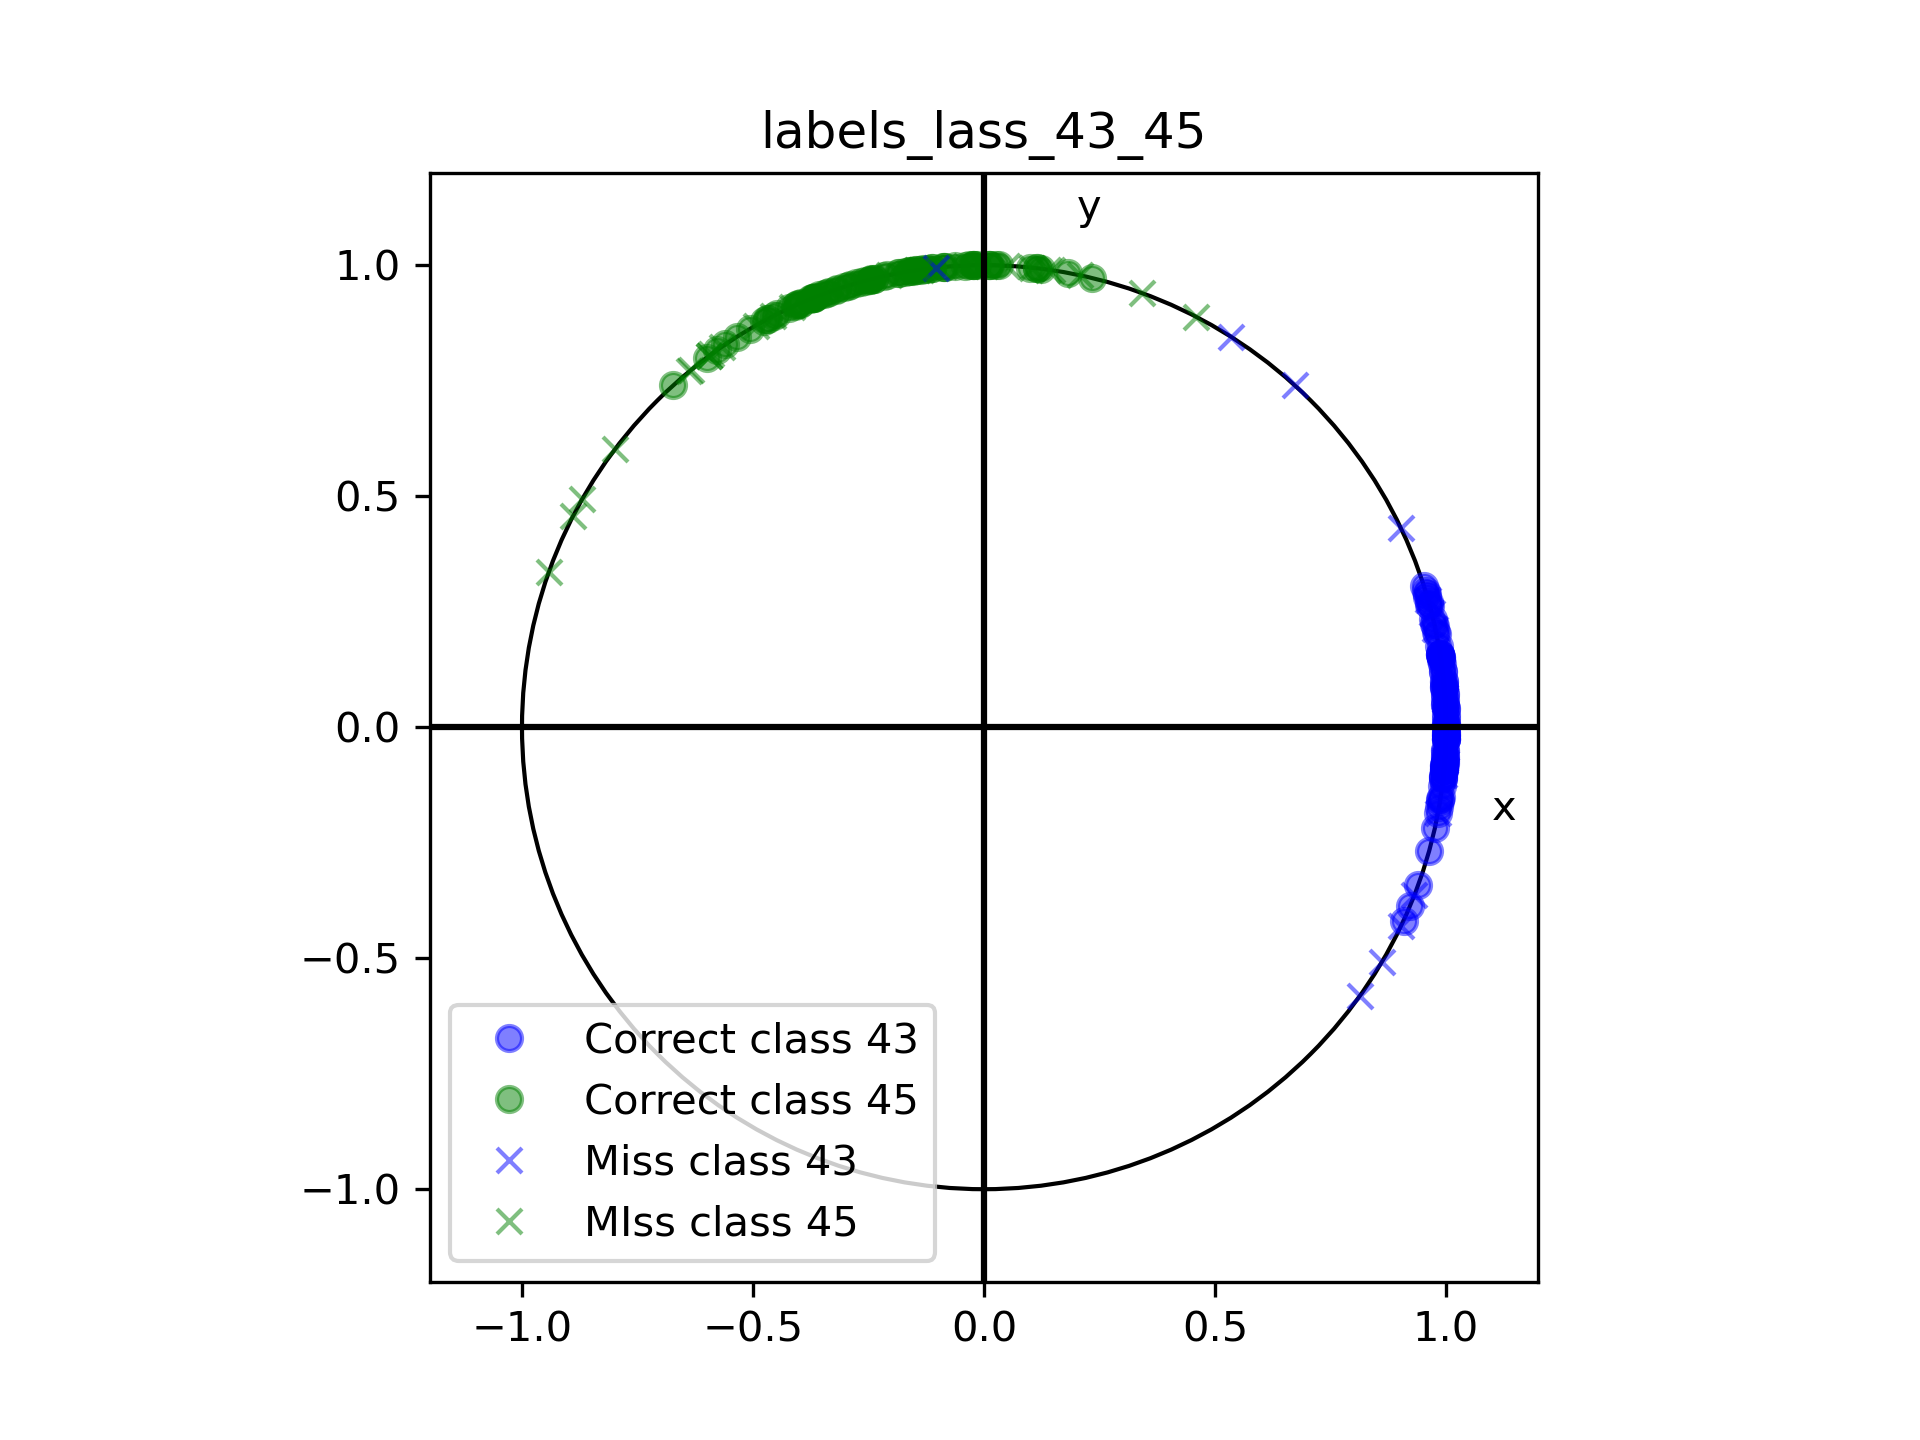 labels_lass_43_45
y
1.0
0.5
0.0
x
−0.5
−1.0
Correct class 43
Correct class 45
Miss class 43
MIss class 45
−1.0 −0.5 0.0 0.5 1.0